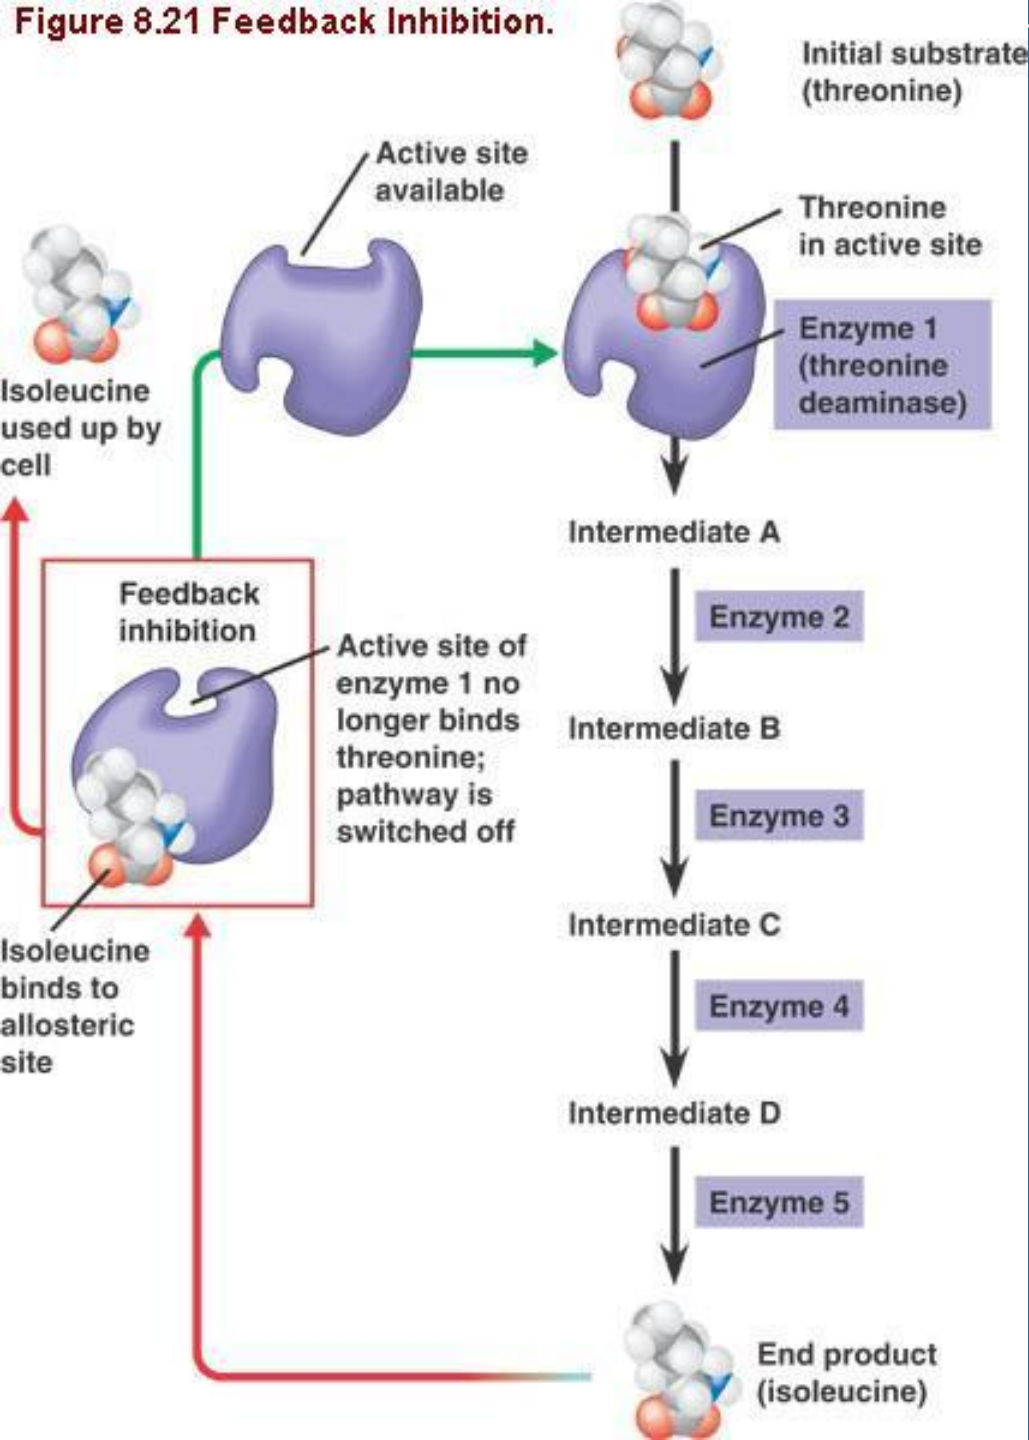 Figure 8.21 Feedback Inhibition.
Initial substrate
(threonine)
Active site
available
Threonine
in active site
Enzyme 1
(threonine
deaminase)
Isoleucine
used up by
cell
Intermediate A
Feedback
inhibition
Enzyme 2
Active site of
enzyme 1 no
longer binds
threonine;
pathway is
switched off
Intermediate B
Enzyme 3
Intermediate C
Isoleucine
binds to
allosteric
site
Enzyme 4
Intermediate D
Enzyme 5
End product
(isoleucine)